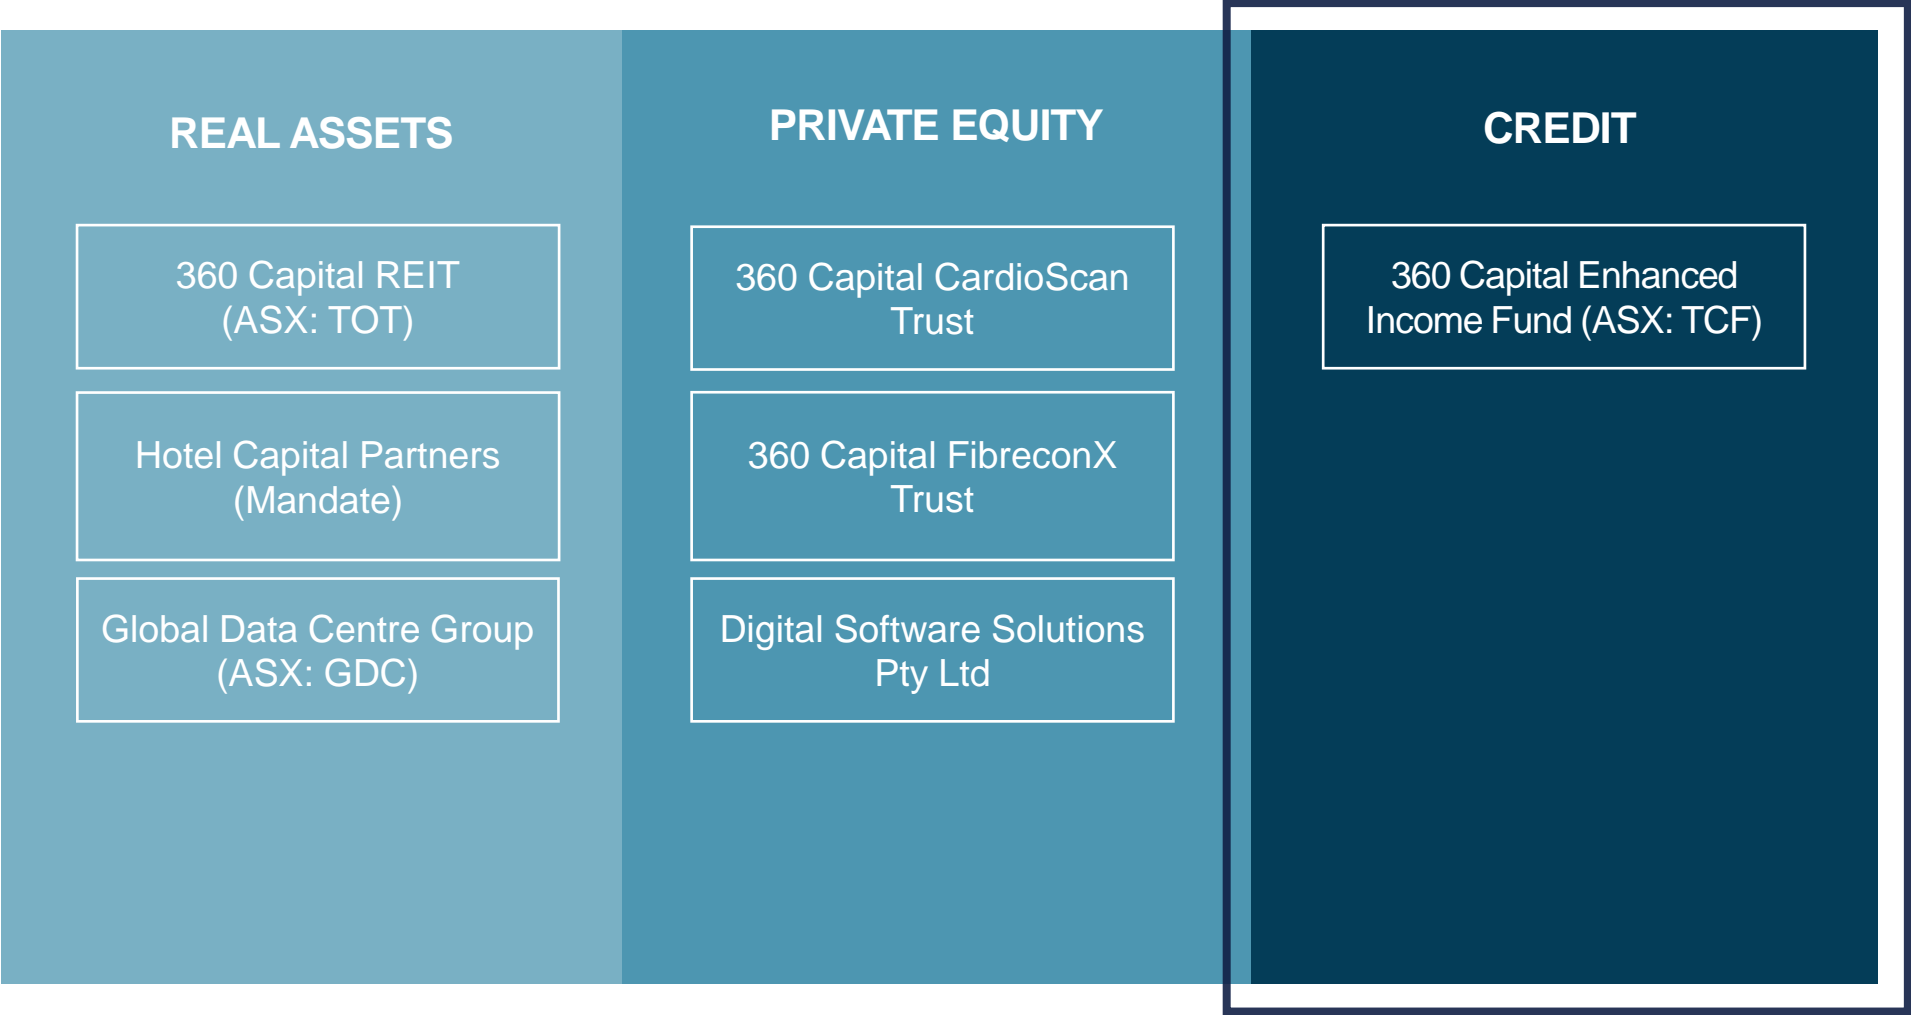 REAL ASSETS
360 Capital REIT
(ASX: TOT)
Hotel Capital Partners
(Mandate)
Global Data Centre Group
(ASX: GDC)
PRIVATE EQUITY
360 Capital CardioScan
Trust
360 Capital FibreconX
Trust
Digital Software Solutions
Pty Ltd
CREDIT
360 Capital Enhanced
Income Fund (ASX: TCF)